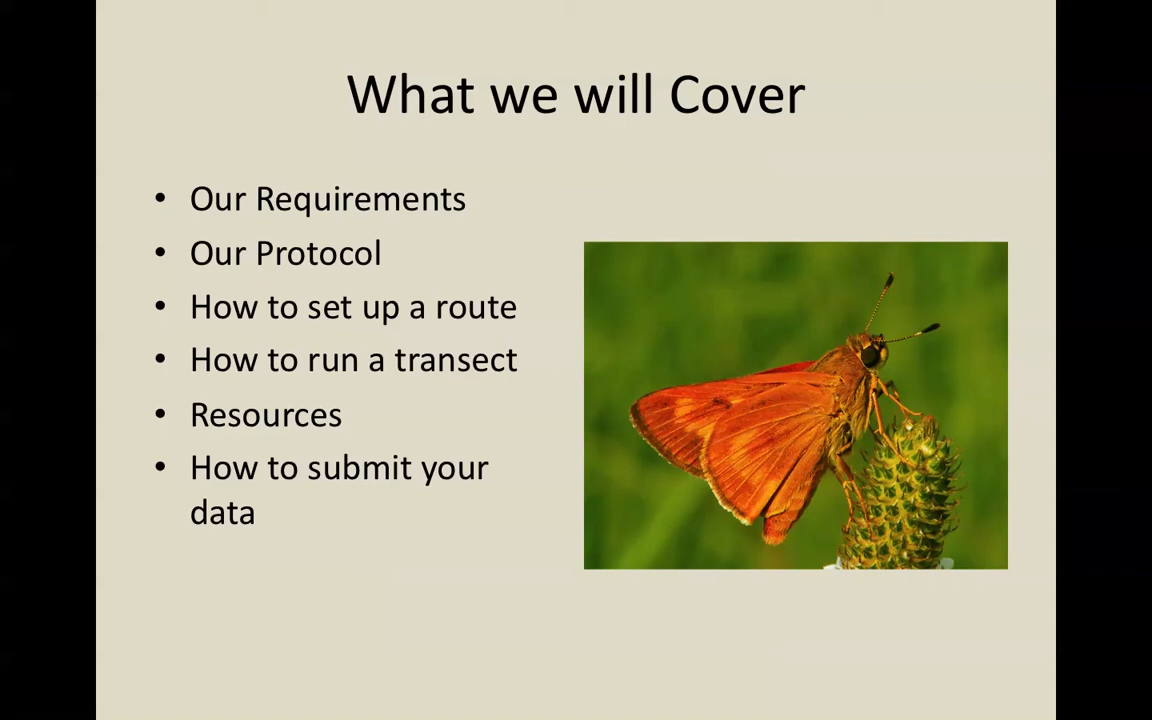 What we will Cover
• Our Requirements
• Our Protocol
• How to set up a route
• How to run a transect
• Resources
• How to submit your
data